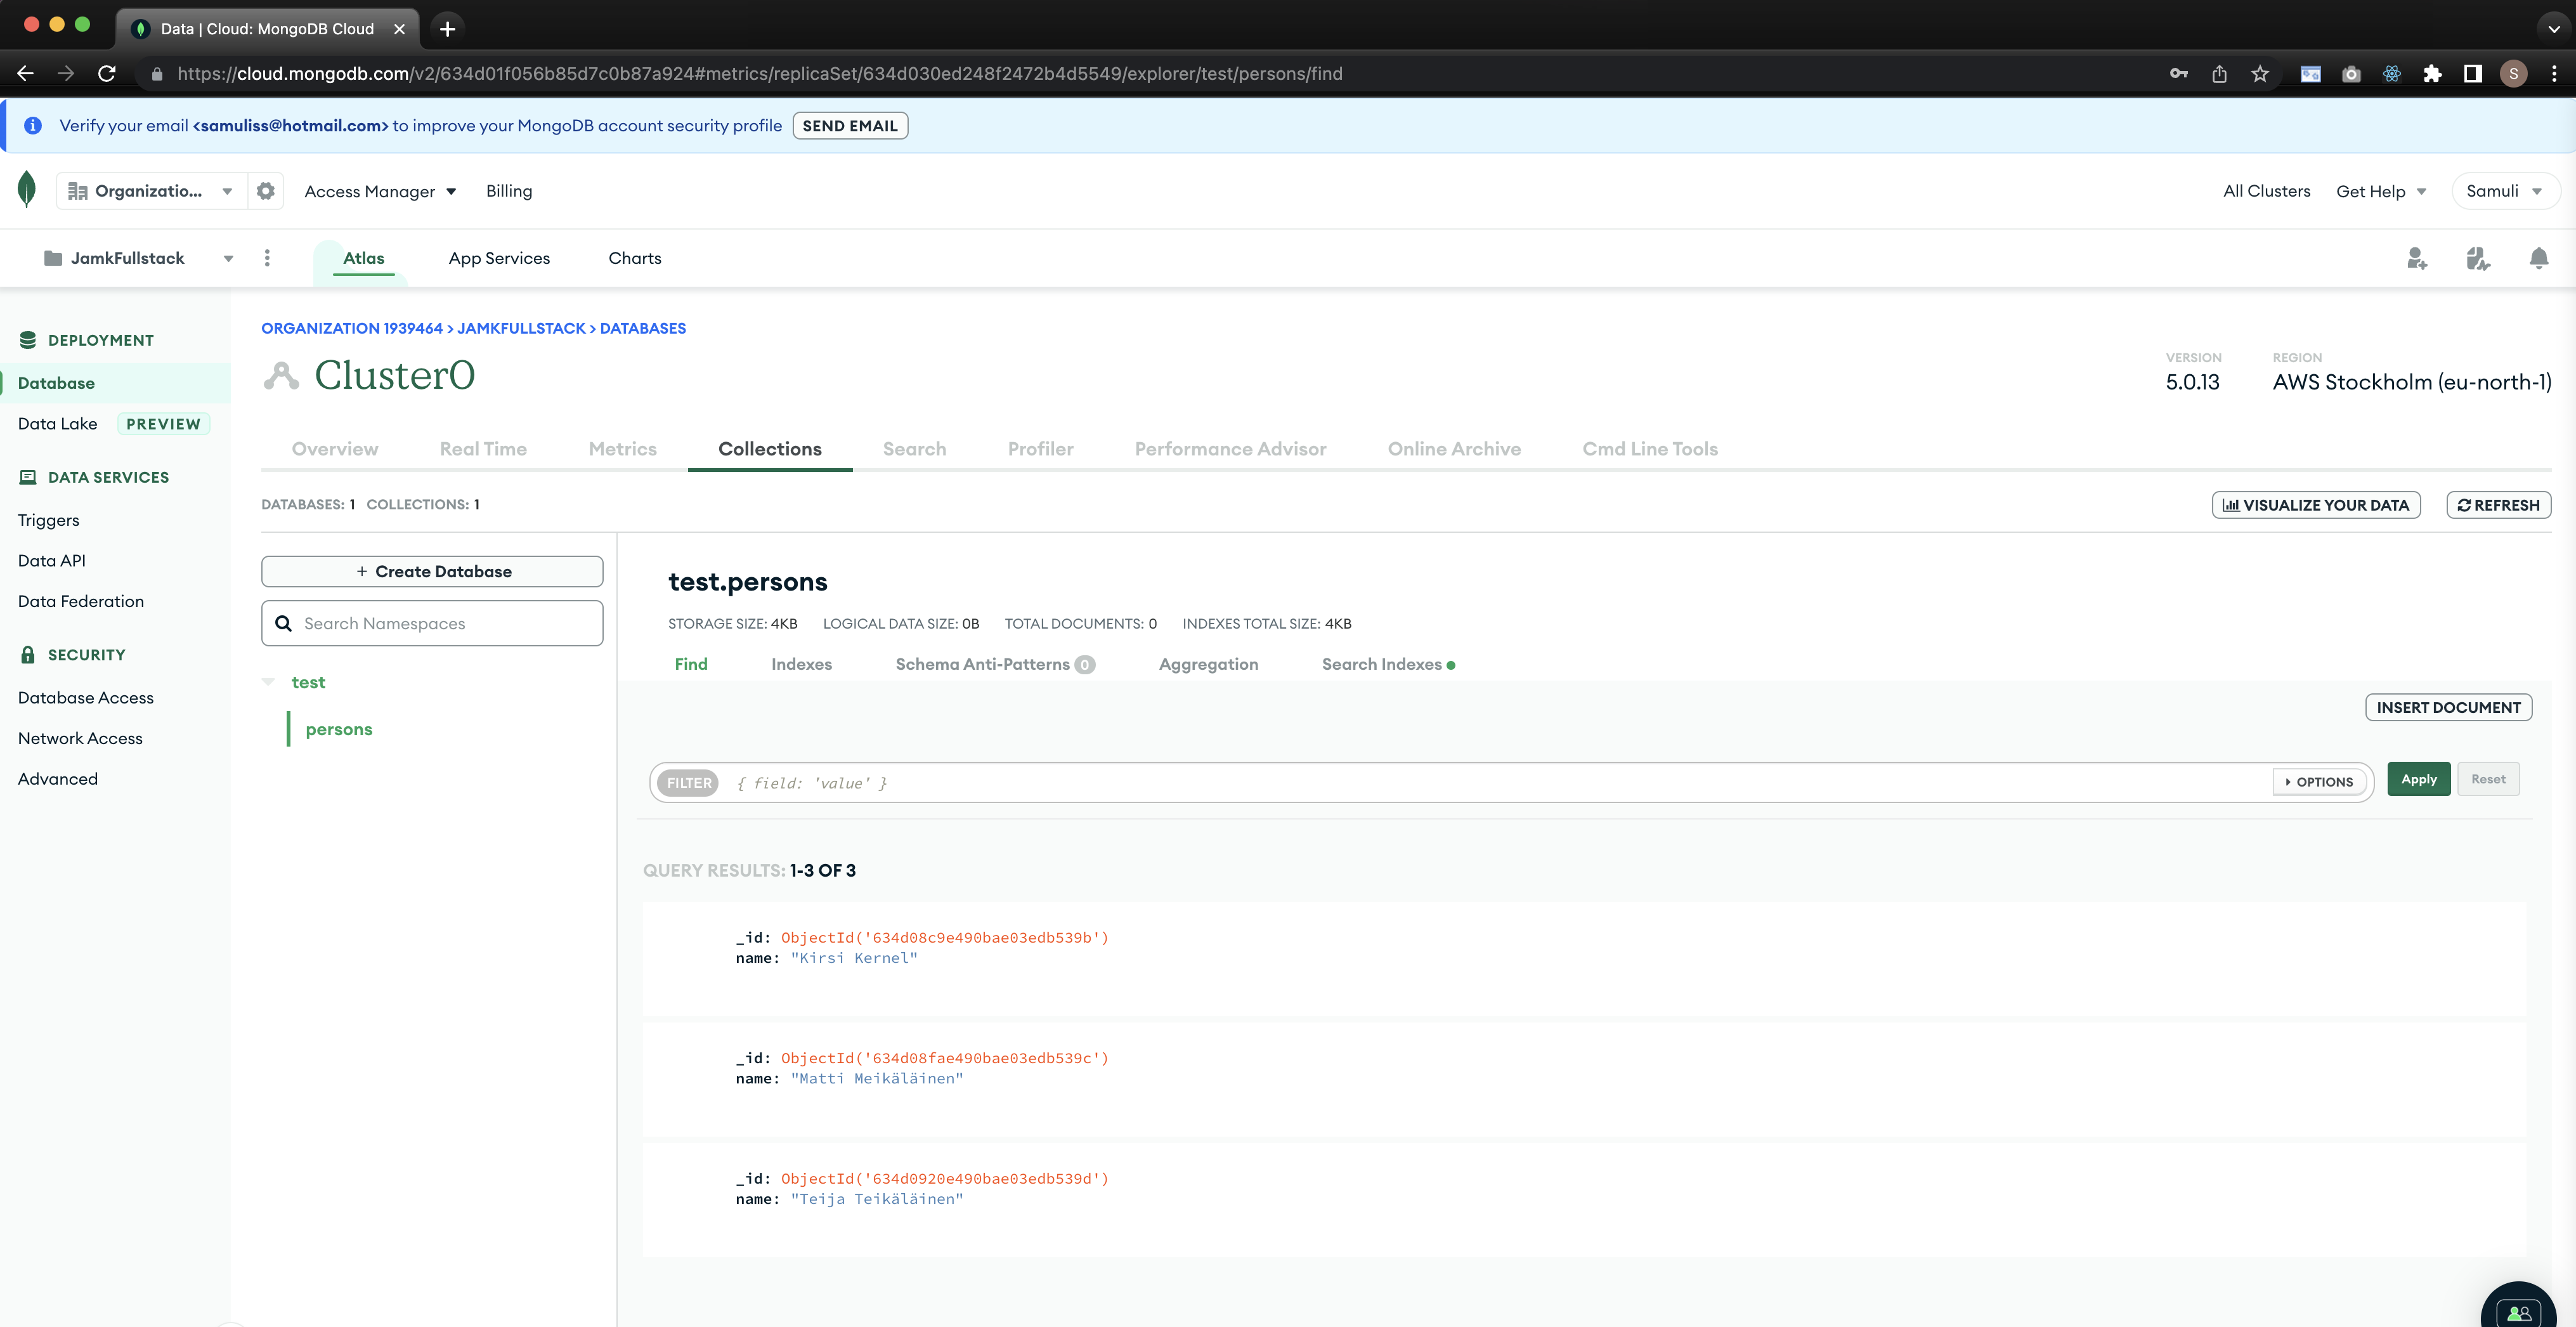 Data | Cloud: MongoDB Cloud
https://cloud.mongodb.com/v2/634d01f056b85d7c0b87a924#metrics/replicaSet/634d030ed248f2472b4d5549/explorer/test/persons/find
S
Verify your email <samuliss@hotmail.com> to improve your MongoDB account security profile SEND EMAIL
Organizatio... Access Manager Billing All Clusters Get Help Samuli
JamkFullstack Atlas App Services Charts
DEPLOYMENT
Database
Data Lake PREVIEW
DATA SERVICES
Triggers
Data API
Data Federation
SECURITY
Database Access
Network Access
Advanced
ORGANIZATION 1939464 > JAMKFULLSTACK > DATABASES
Cluster0
VERSION
5.0.13
REGION
AWS Stockholm (eu-north-1)
Overview Real Time Metrics Collections Search Profiler Performance Advisor Online Archive Cmd Line Tools
DATABASES: 1 COLLECTIONS: 1
VISUALIZE YOUR DATA REFRESH
+ Create Database
Search Namespaces
test
persons
test.persons
STORAGE SIZE: 4KB LOGICAL DATA SIZE: 0B TOTAL DOCUMENTS: 0 INDEXES TOTAL SIZE: 4KB
Find Indexes Schema Anti-Patterns 0 Aggregation Search Indexes
INSERT DOCUMENT
FILTER { field: 'value' } OPTIONS Apply Reset
QUERY RESULTS: 1-3 OF 3
_id: ObjectId('634d08c9e490bae03edb539b')
name: "Kirsi Kernel"
_id: ObjectId('634d08fae490bae03edb539c')
name: "Matti Meikäläinen"
_id: ObjectId('634d0920e490bae03edb539d')
name: "Teija Teikäläinen"